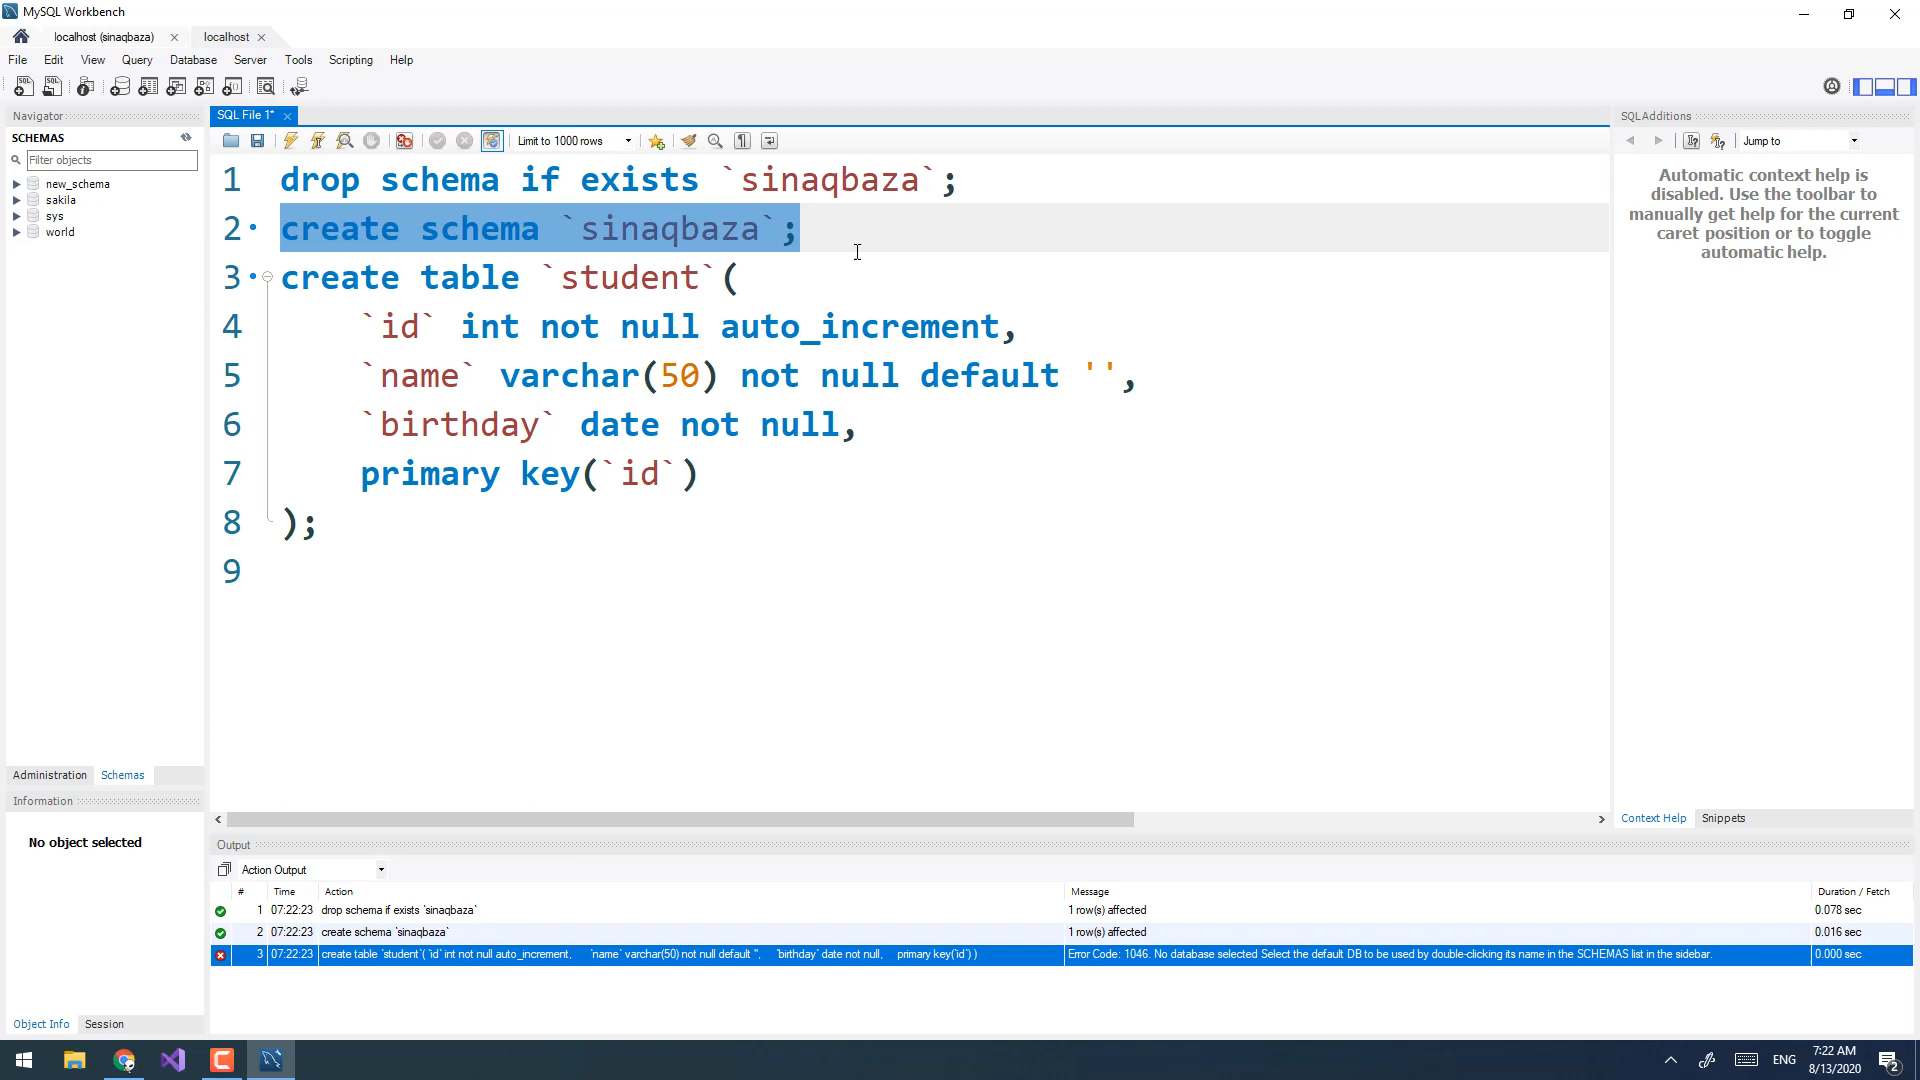 MySQL Workbench
localhost (sinaqbaza)
localhost
File Edit View Query Database Server Tools Scripting Help
Navigator
SCHEMAS
Filter objects
new_schema
sakila
sys
world
Administration Schemas
Information
No object selected
Object Info Session
SQL File 1*
Limit to 1000 rows
1 drop schema if exists `sinaqbaza`;
2 create schema `sinaqbaza`;
3 create table `student`(
4 `id` int not null auto_increment,
5 `name` varchar(50) not null default '',
6 `birthday` date not null,
7 primary key(`id`)
8 );
9
SQLAdditions
Jump to
Automatic context help is
disabled. Use the toolbar to
manually get help for the current
caret position or to toggle
automatic help.
Context Help Snippets
Output
Action Output
# Time Action Message Duration / Fetch
1 07:22:23 drop schema if exists `sinaqbaza` 1 row(s) affected 0.078 sec
2 07:22:23 create schema `sinaqbaza` 1 row(s) affected 0.016 sec
3 07:22:23 create table `student`( `id` int not null auto_increment, `name` varchar(50) not null default '', `birthday` date not null, primary key(`id`) ) Error Code: 1046. No database selected Select the default DB to be used by double-clicking its name in the SCHEMAS list in the sidebar. 0.000 sec
ENG
7:22 AM
8/13/2020
2